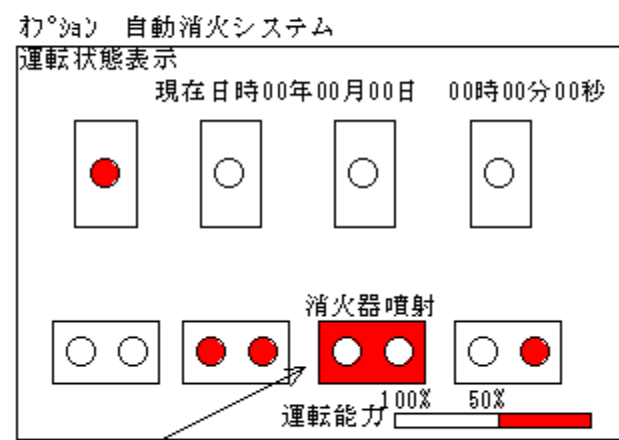 ｵﾌﾟｼｮﾝ 自動消火システム
運転状態表示
現在日時00年00月00日 00時00分00秒
消火器噴射
運転能力 100% 50%